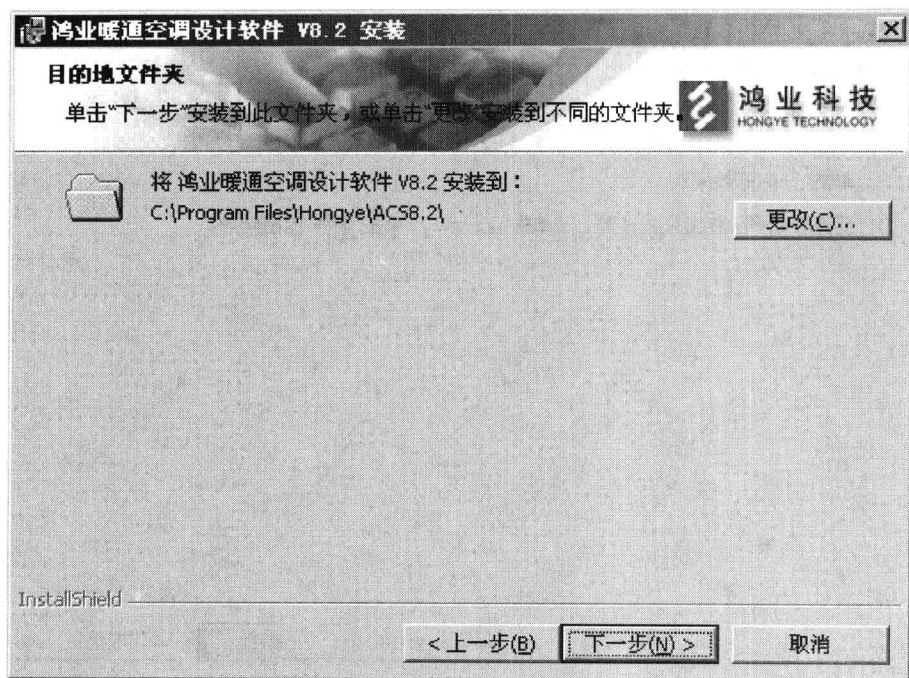 鸿业暖通空调设计软件 V8.2 安装
目的地文件夹
单击“下一步”安装到此文件夹，或单击“更改”安装到不同的文件夹。
鸿业科技
HONGYE TECHNOLOGY
将 鸿业暖通空调设计软件 V8.2 安装到：
C:\Program Files\Hongye\ACS8.2\
更改(C)...
InstallShield
< 上一步(B)
下一步(N) >
取消